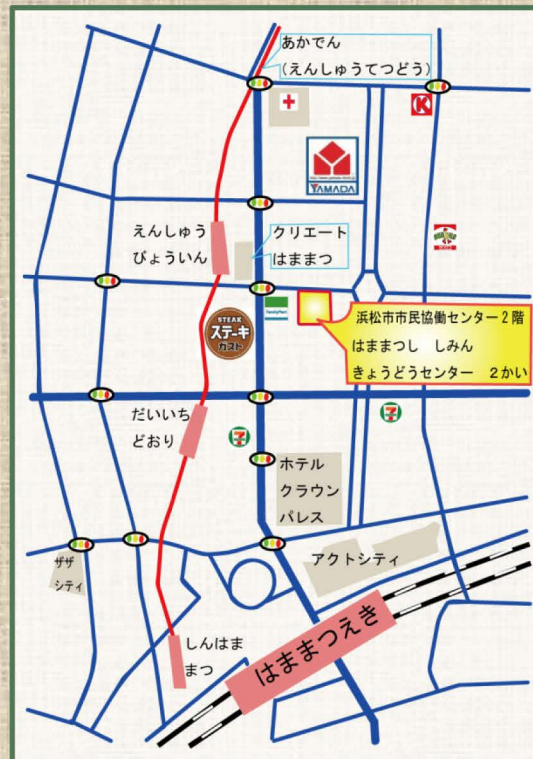 あかでん
(えんしゅうてつどう)
K
YAMADA
えんしゅう
びょういん
クリエート
はままつ
FamilyMart
STEAK
ステーキ
ガスト
浜松市市民協働センター2階
はままつし しみん
きょうどうセンター 2かい
だいいち
どおり
7
7
ホテル
クラウン
パレス
アクトシティ
ザザ
シティ
しんはま
まつ
はままつえき